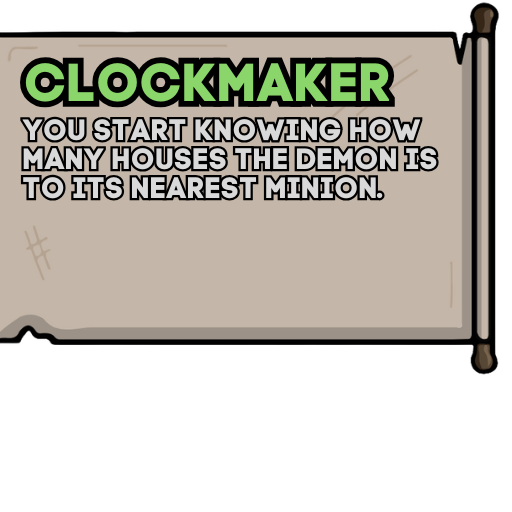 CLOCKMAKER
YOU START KNOWING HOW
MANY HOUSES THE DEMON IS
TO ITS NEAREST MINION.